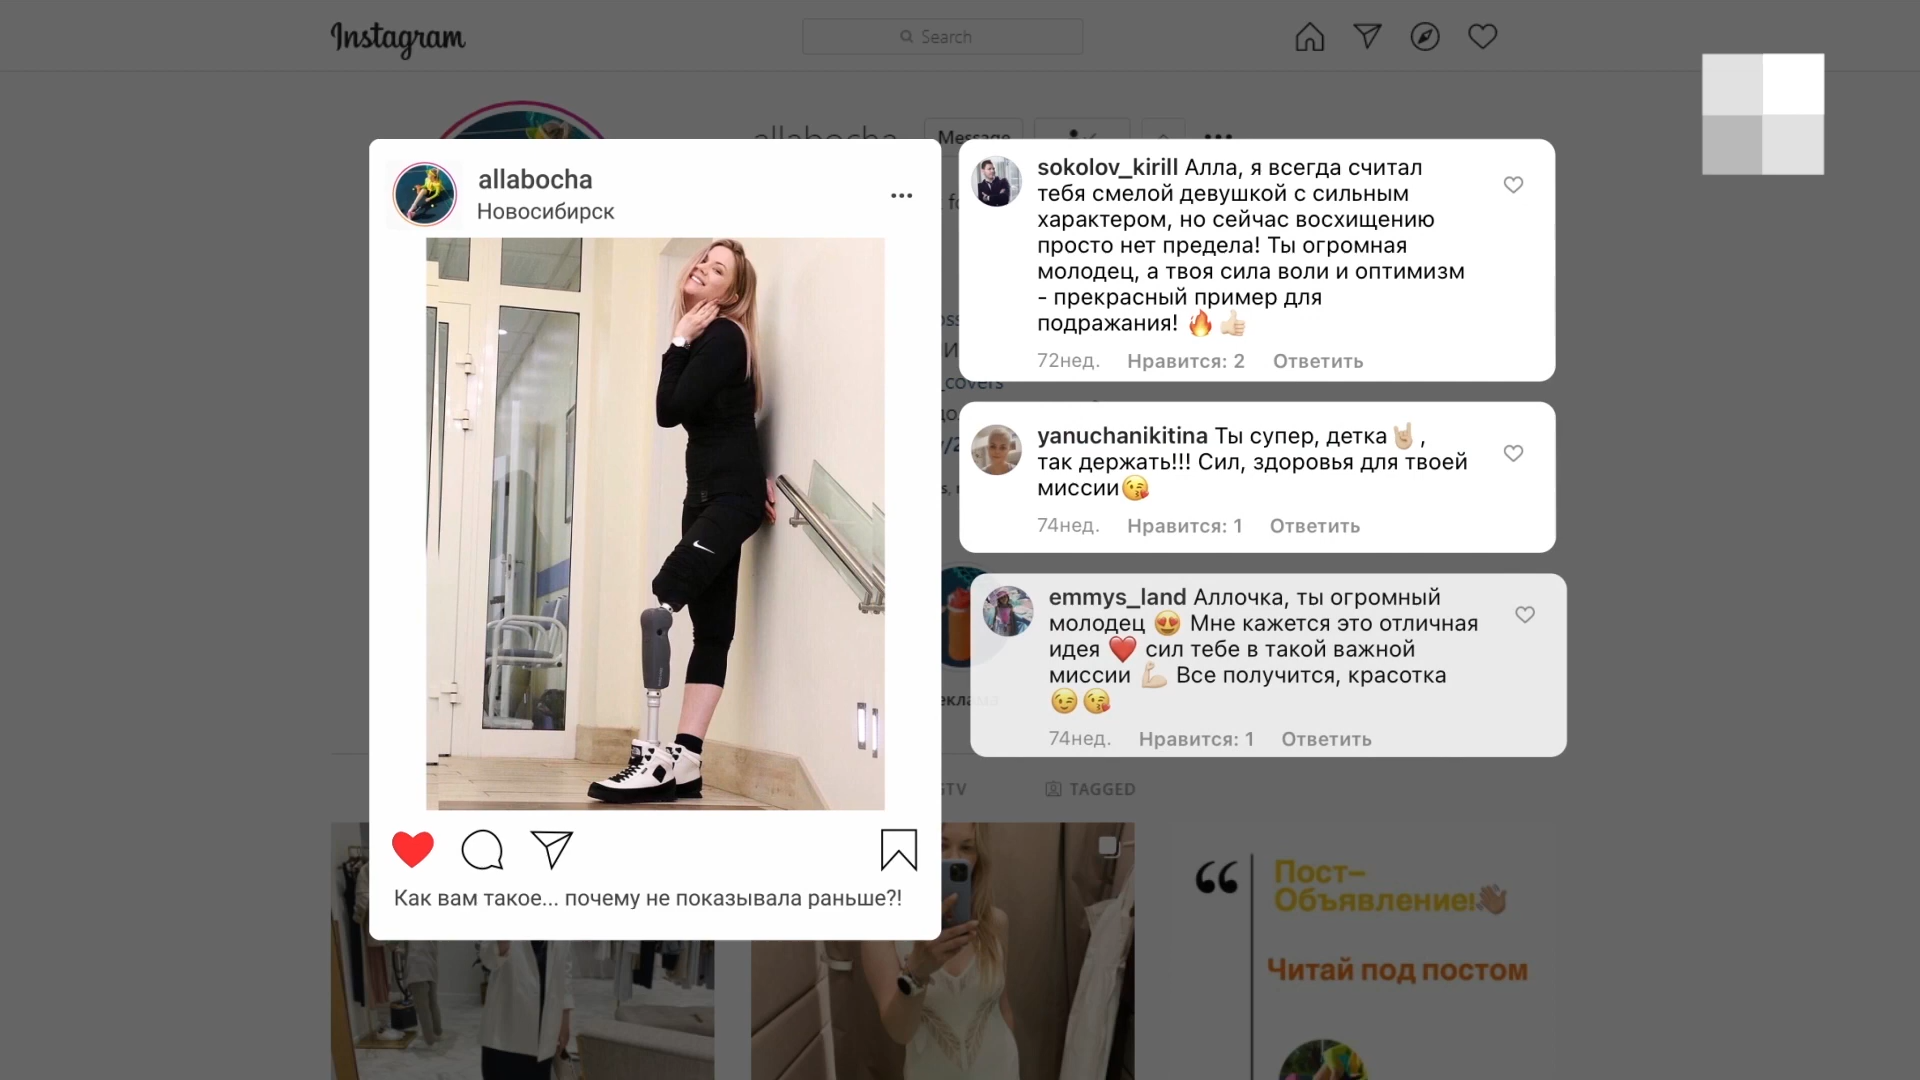 Instagram
Search
allabocha
Message
allabocha
Новосибирск
Как вам такое... почему не показывала раньше?!
sokolov_kirill Алла, я всегда считал
тебя смелой девушкой с сильным
характером, но сейчас восхищению
просто нет предела! Ты огромная
молодец, а твоя сила воли и оптимизм
- прекрасный пример для
подражания! 🔥👍🏻
72нед. Нравится: 2 Ответить
yanuchanikitina Ты супер, детка🤘🏻,
так держать!!! Сил, здоровья для твоей
миссии😘
74нед. Нравится: 1 Ответить
emmys_land Аллочка, ты огромный
молодец 😍 Мне кажется это отличная
идея ❤️ сил тебе в такой важной
миссии 💪🏻 Все получится, красотка
😉😘
74нед. Нравится: 1 Ответить
_covers
TAGGED
Пост–
Объявление!👋🏼
Читай под постом